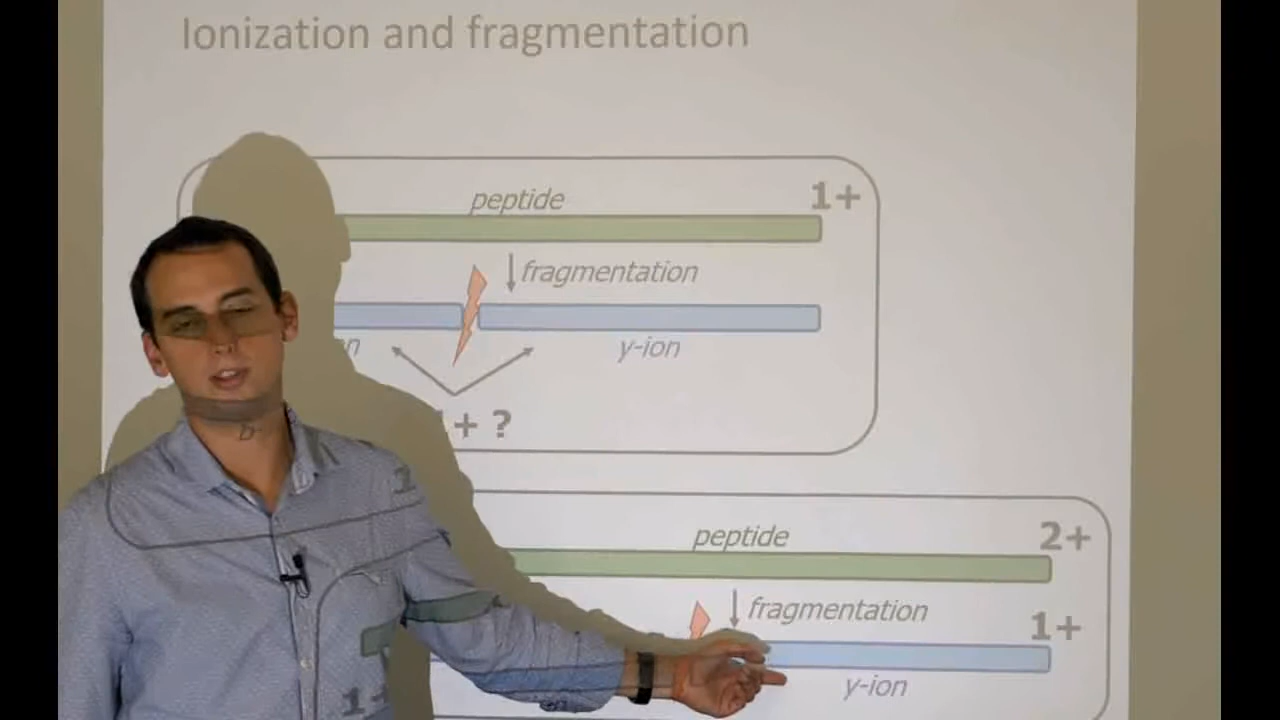 Ionization and fragmentation
peptide
1+
fragmentation
y-ion
+ ?
peptide
2+
fragmentation
1+
y-ion